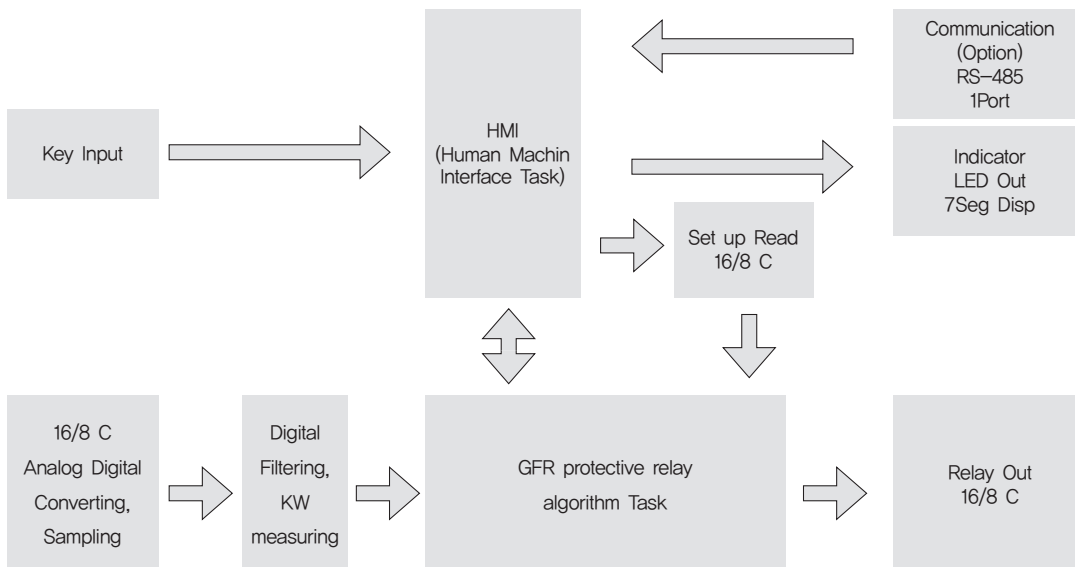 Communication
(Option)
RS-485
1Port
Key Input
HMI
(Human Machin
Interface Task)
Indicator
LED Out
7Seg Disp
Set up Read
16/8 C
16/8 C
Analog Digital
Converting,
Sampling
Digital
Filtering,
KW
measuring
GFR protective relay
algorithm Task
Relay Out
16/8 C